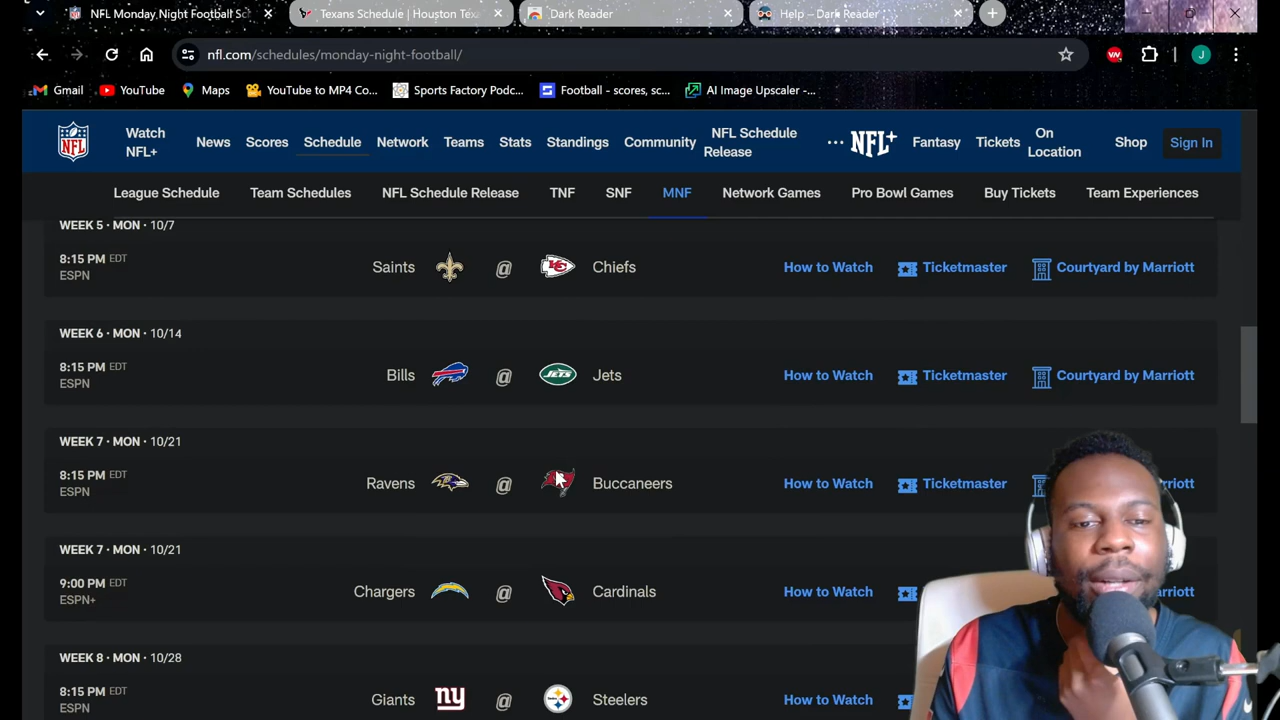 NFL Monday Night Football Sch
Texans Schedule | Houston Tex
Dark Reader
Help – Dark Reader
nfl.com/schedules/monday-night-football/
J
Gmail
YouTube
Maps
YouTube to MP4 Co...
Sports Factory Podc...
Football - scores, sc...
AI Image Upscaler -...
NFL
Watch NFL+
News
Scores
Schedule
Network
Teams
Stats
Standings
Community
NFL Schedule Release
NFL+
Fantasy
Tickets
On Location
Shop
Sign In
League Schedule
Team Schedules
NFL Schedule Release
TNF
SNF
MNF
Network Games
Pro Bowl Games
Buy Tickets
Team Experiences
WEEK 5 · MON · 10/7
8:15 PM EDT
ESPN
Saints @ Chiefs
How to Watch Ticketmaster Courtyard by Marriott
WEEK 6 · MON · 10/14
8:15 PM EDT
ESPN
Bills @ JETS Jets
How to Watch Ticketmaster Courtyard by Marriott
WEEK 7 · MON · 10/21
8:15 PM EDT
ESPN
Ravens @ Buccaneers
How to Watch Ticketmaster rriott
WEEK 7 · MON · 10/21
9:00 PM EDT
ESPN+
Chargers @ Cardinals
How to Watch Ticketmaster rriott
WEEK 8 · MON · 10/28
8:15 PM EDT
ESPN
Giants ny @ Steelers
How to Watch